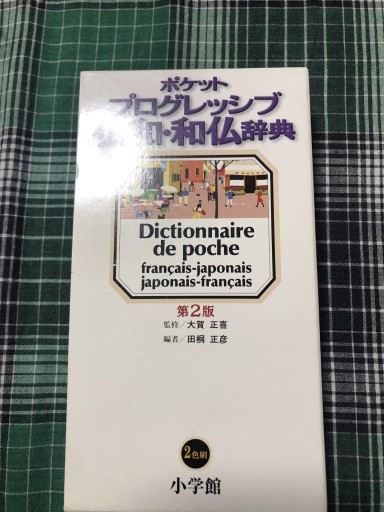 ポケット
プログレッシブ
仏和・和仏辞典
Dictionnaire
de poche
français-japonais
japonais-français
第2版
監修／大賀 正喜
編者／田桐 正彦
2色刷
小学館